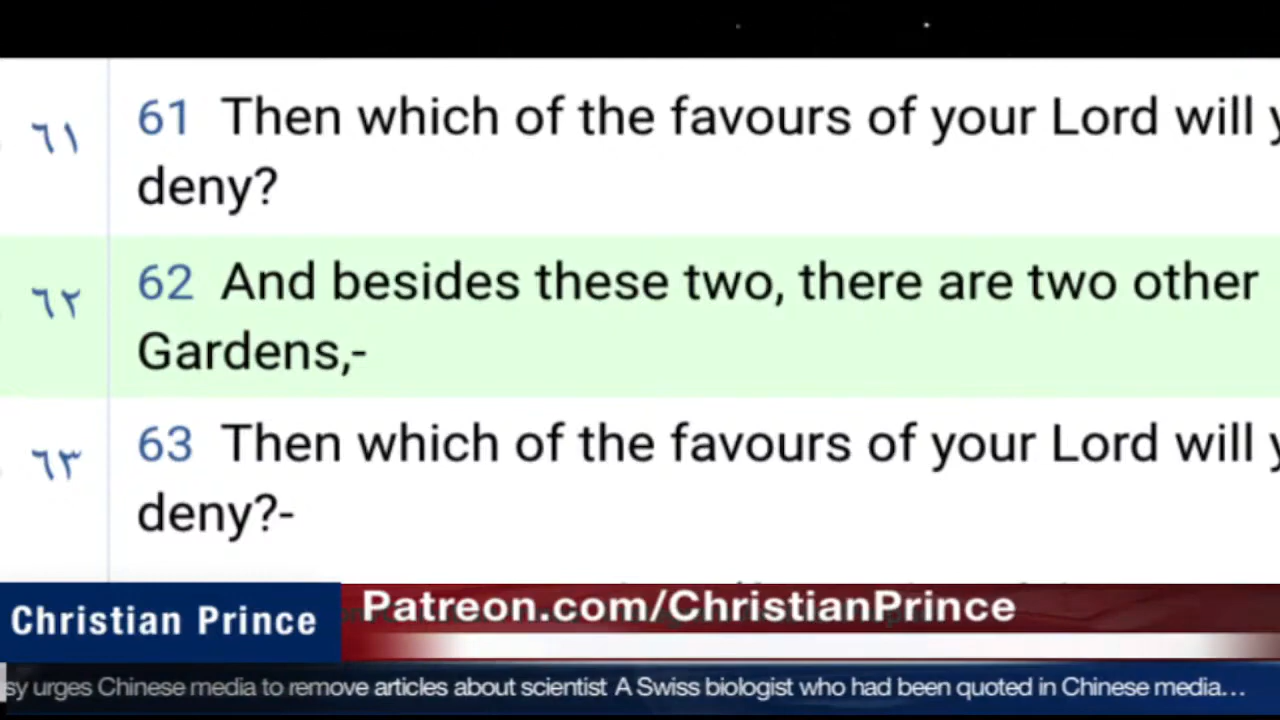 ٦١ 61 Then which of the favours of your Lord will
deny?
٦٢ 62 And besides these two, there are two other
Gardens,-
٦٣ 63 Then which of the favours of your Lord will
deny?-
Christian Prince
Patreon.com/ChristianPrince
sy urges Chinese media to remove articles about scientist A Swiss biologist who had been quoted in Chinese media…